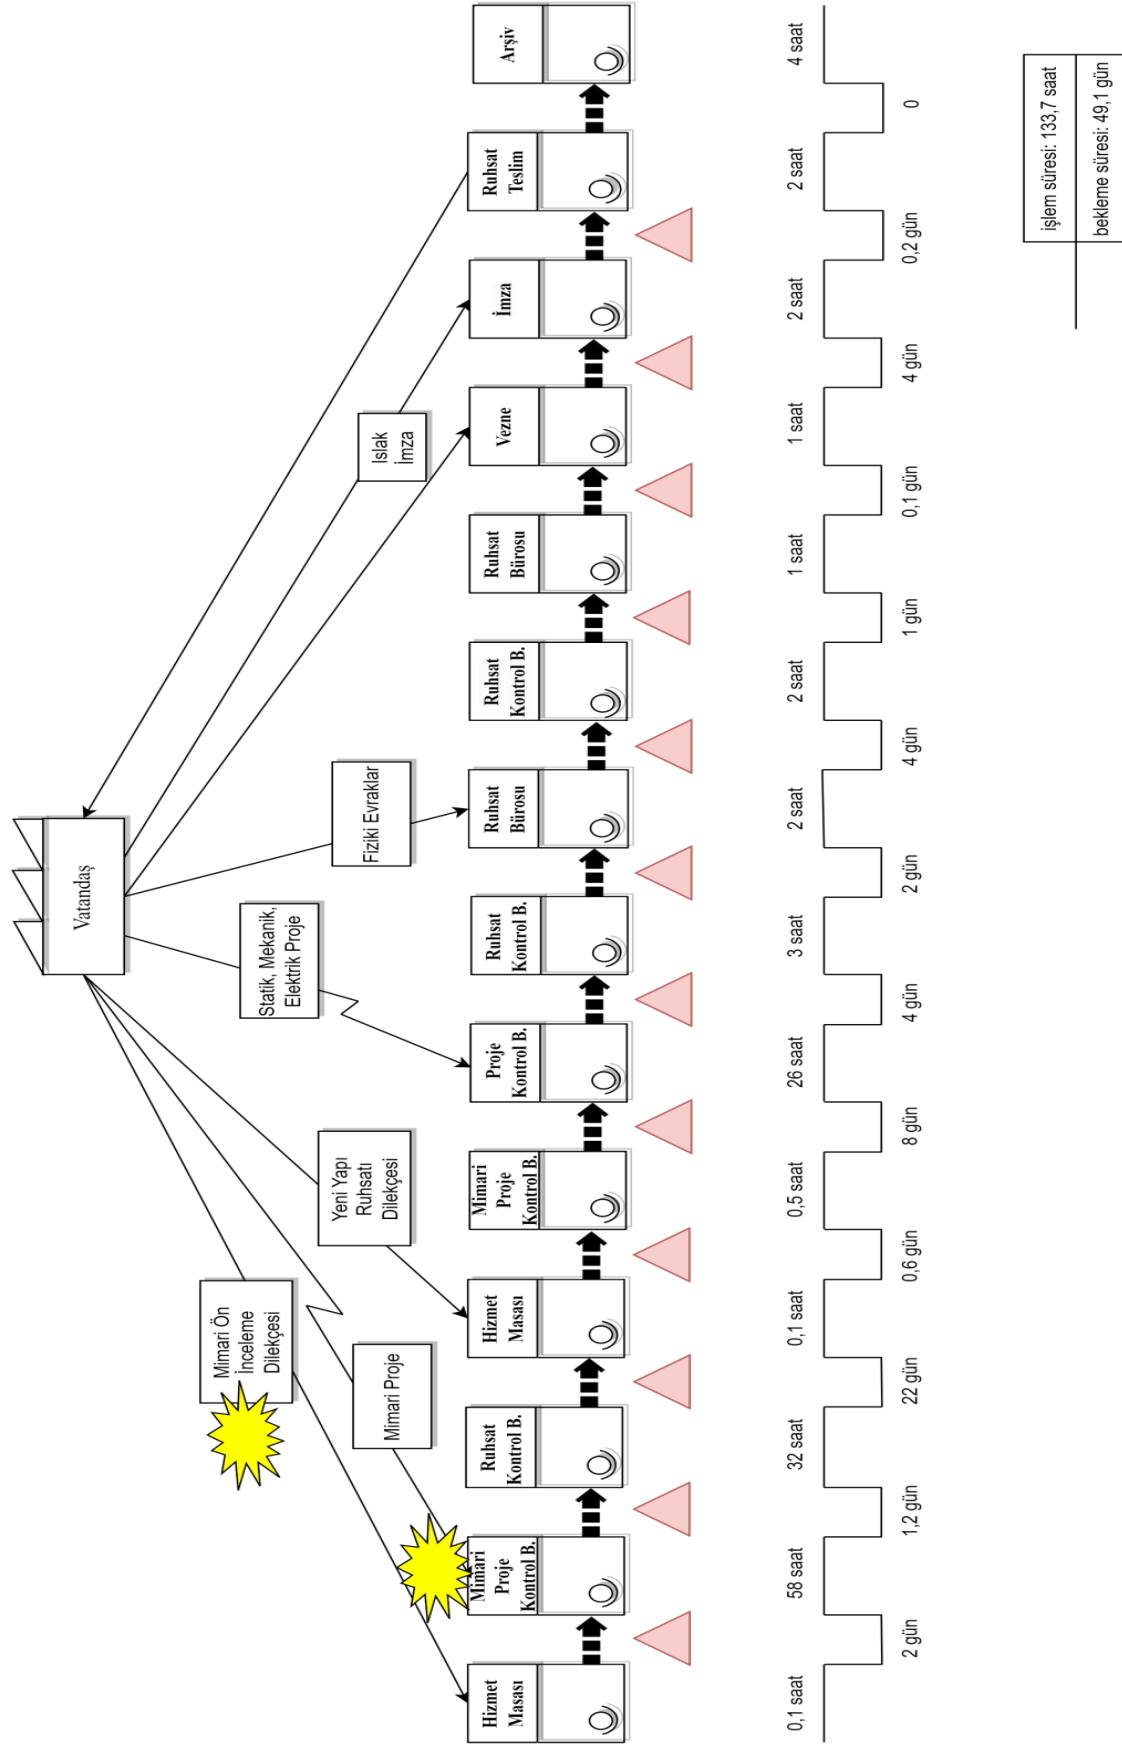 Vatandaş
Mimari Ön
İnceleme
Dilekçesi
Mimari Proje
Yeni Yapı
Ruhsatı
Dilekçesi
Statik, Mekanik,
Elektrik Proje
Fiziki Evraklar
Islak
İmza
Hizmet
Masası
Mimari
Proje
Kontrol B.
Ruhsat
Kontrol B.
Hizmet
Masası
Mimari
Proje
Kontrol B.
Proje
Kontrol B.
Ruhsat
Kontrol B.
Ruhsat
Bürosu
Ruhsat
Kontrol B.
Ruhsat
Bürosu
Vezne
İmza
Ruhsat
Teslim
Arşiv
0,1 saat
58 saat
32 saat
0,1 saat
0,5 saat
26 saat
3 saat
2 saat
2 saat
1 saat
1 saat
2 saat
2 saat
4 saat
2 gün
1,2 gün
22 gün
0,6 gün
8 gün
4 gün
2 gün
4 gün
1 gün
0,1 gün
4 gün
0,2 gün
0
işlem süresi: 133,7 saat
bekleme süresi: 49,1 gün